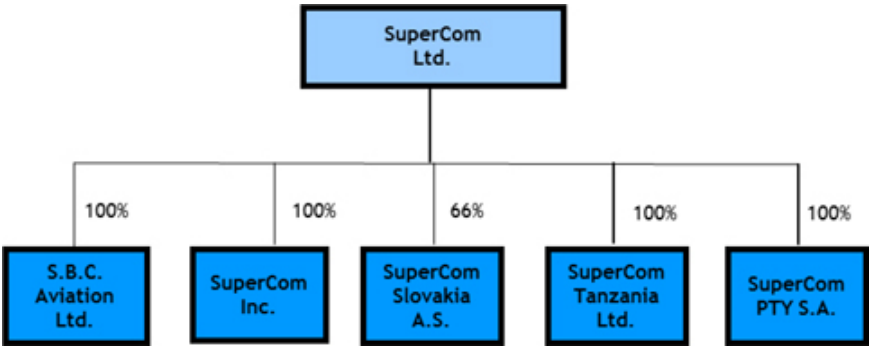 SuperCom
Ltd.
100%
100%
66%
100%
100%
S.B.C.
Aviation
Ltd.
SuperCom
Inc.
SuperCom
Slovakia
A.S.
SuperCom
Tanzania
Ltd.
SuperCom
PTY S.A.